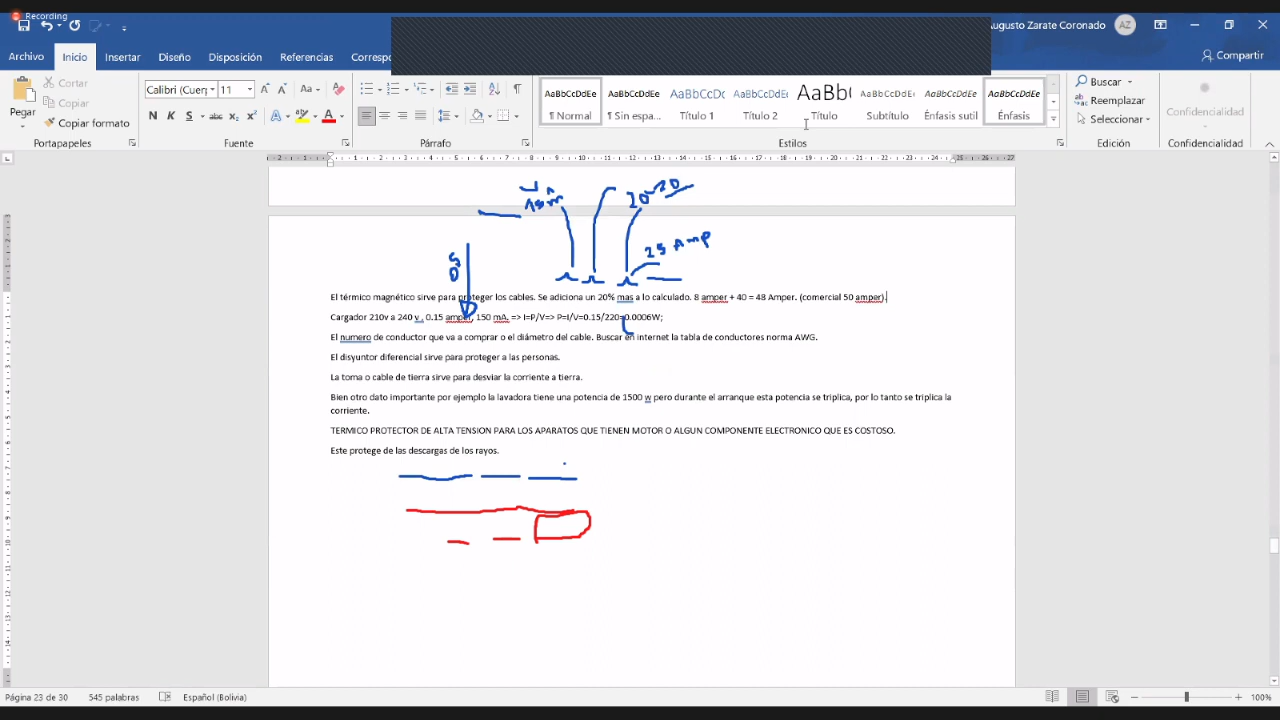 Recording
Augusto Zarate Coronado AZ
Archivo Inicio Insertar Diseño Disposición Referencias Correspo
Compartir
Pegar
Cortar
Copiar
Copiar formato
Portapapeles
Calibri (Cuerp 11
Aa
N K S abc x₂ x²
Fuente
Párrafo
AaBbCcDdEe AaBbCcDdEe AaBbCcDc AaBbCcDdEe AaBb( AaBbCcDdEe AaBbCcDdEe AaBbCcDdEe
¶ Normal ¶ Sin espa... Título 1 Título 2 Título Subtítulo Énfasis sutil Énfasis
Estilos
Buscar
Reemplazar
Seleccionar
Edición
Confidencialidad
Confidencialidad
20
25 Amp
50
El térmico magnético sirve para proteger los cables. Se adiciona un 20% mas a lo calculado. 8 amper + 40 = 48 Amper. (comercial 50 amper).
Cargador 210v a 240 v , 0.15 amper, 150 mA. => I=P/V=> P=I/V=0.15/220=0.0006W;
El numero de conductor que va a comprar o el diámetro del cable. Buscar en internet la tabla de conductores norma AWG.
El disyuntor diferencial sirve para proteger a las personas.
La toma o cable de tierra sirve para desviar la corriente a tierra.
Bien otro dato importante por ejemplo la lavadora tiene una potencia de 1500 w pero durante el arranque esta potencia se triplica, por lo tanto se triplica la
corriente.
TERMICO PROTECTOR DE ALTA TENSION PARA LOS APARATOS QUE TIENEN MOTOR O ALGUN COMPONENTE ELECTRONICO QUE ES COSTOSO.
Este protege de las descargas de los rayos.
Página 23 de 30 545 palabras Español (Bolivia) 100%